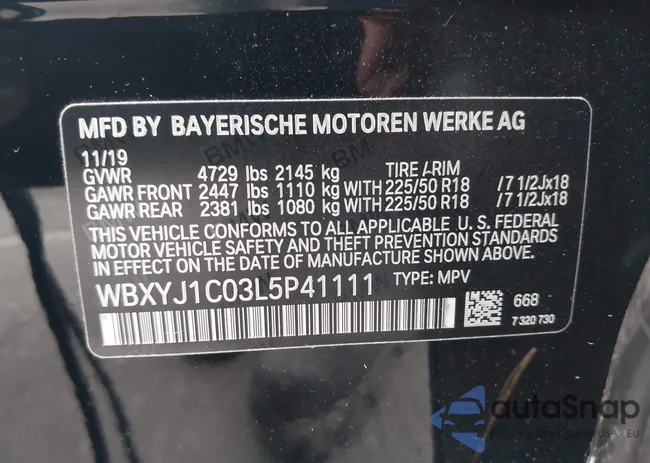 MFD BY BAYERISCHE MOTOREN WERKE AG
11/19
GVWR 4729 lbs 2145 kg TIRE / RIM
GAWR FRONT 2447 lbs 1110 kg WITH 225/50 R18 /7 1/2Jx18
GAWR REAR 2381 lbs 1080 kg WITH 225/50 R18 /7 1/2Jx18
THIS VEHICLE CONFORMS TO ALL APPLICABLE U. S. FEDERAL
MOTOR VEHICLE SAFETY AND THEFT PREVENTION STANDARDS
IN EFFECT ON THE DATE OF MANUFACTURE SHOWN ABOVE.
WBXYJ1C03L5P41111 TYPE: MPV
668
7 320 730
autoSnap